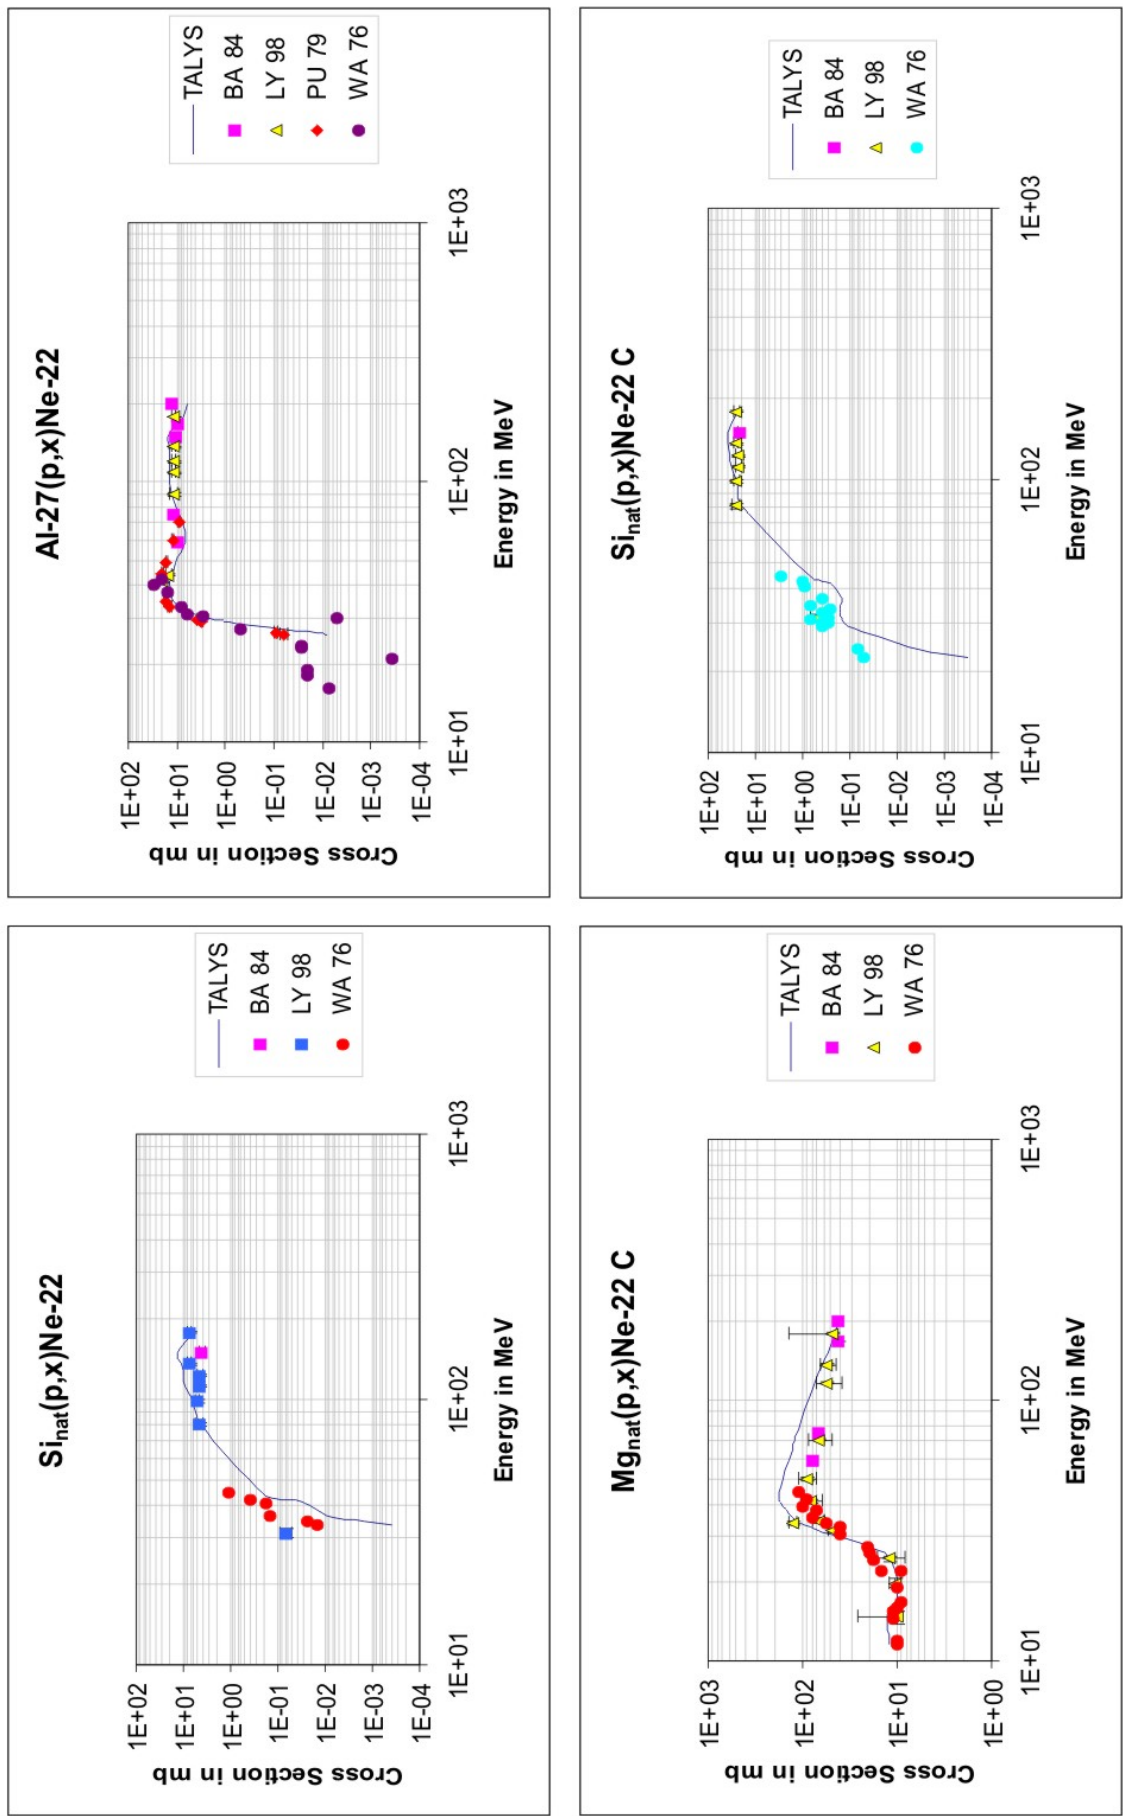 Si nat(p,x)Ne-22
1E+02
1E+01
1E+00
1E-01
1E-02
1E-03
1E-04
1E+01
1E+02
1E+03
Cross Section in mb
Energy in MeV
TALYS
BA 84
LY 98
WA 76
Al-27(p,x)Ne-22
1E+02
1E+01
1E+00
1E-01
1E-02
1E-03
1E-04
1E+01
1E+02
1E+03
Cross Section in mb
Energy in MeV
TALYS
BA 84
LY 98
PU 79
WA 76
Mg nat(p,x)Ne-22 C
1E+03
1E+02
1E+01
1E+00
1E+01
1E+02
1E+03
Cross Section in mb
Energy in MeV
TALYS
BA 84
LY 98
WA 76
Si nat(p,x)Ne-22 C
1E+02
1E+01
1E+00
1E-01
1E-02
1E-03
1E-04
1E+01
1E+02
1E+03
Cross Section in mb
Energy in MeV
TALYS
BA 84
LY 98
WA 76